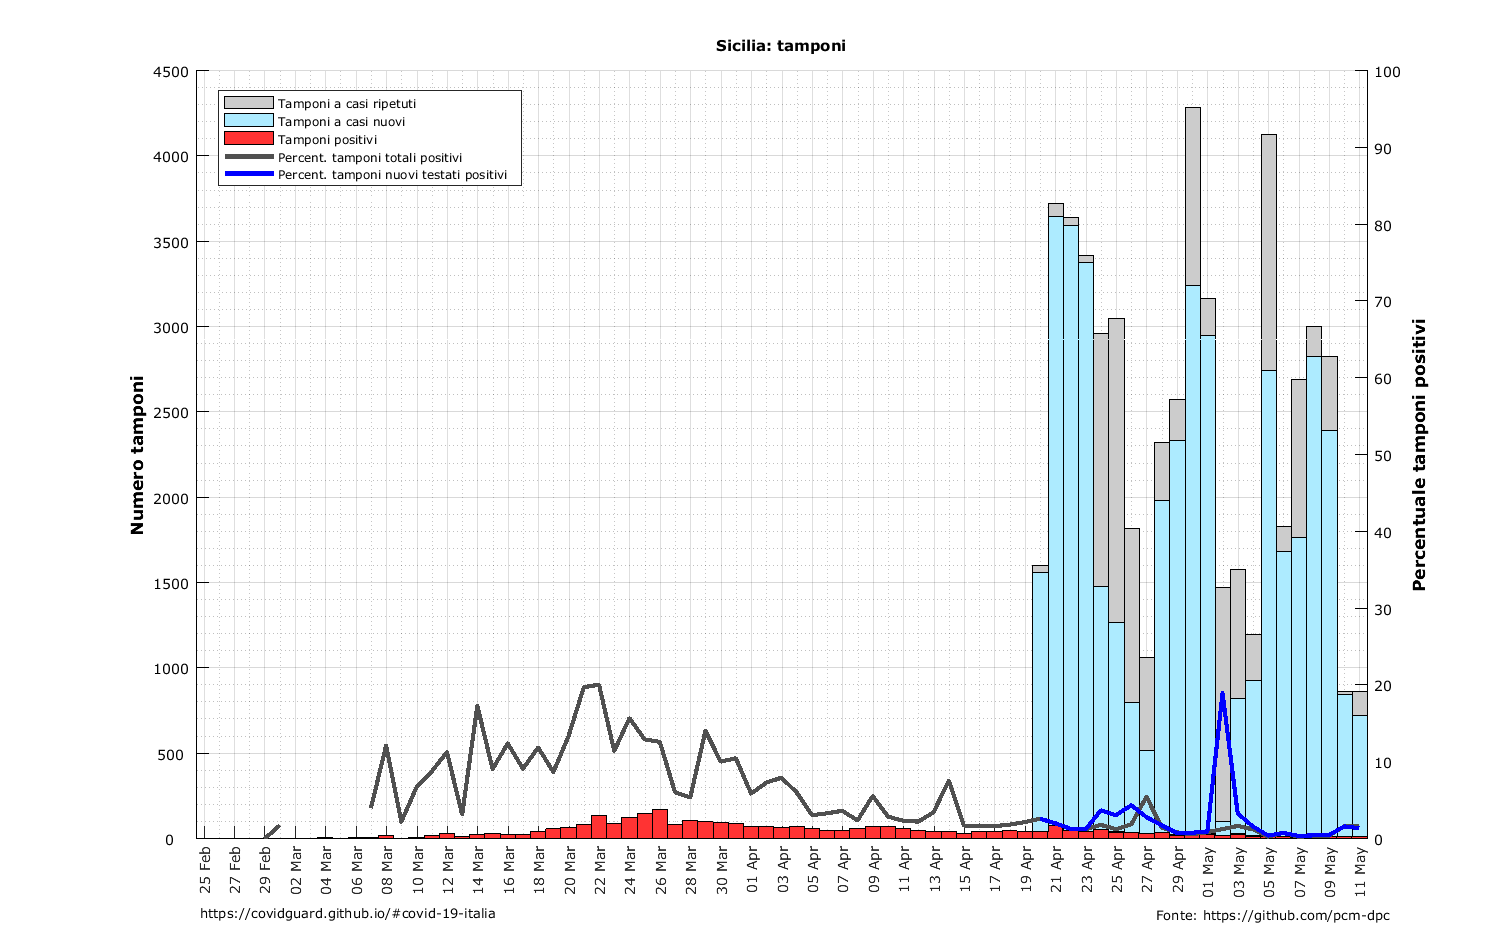 Sicilia: tamponi
4500
4000
3500
3000
2500
2000
1500
1000
500
0
100
90
80
70
60
50
40
30
20
10
0
Tamponi a casi ripetuti
Tamponi a casi nuovi
Tamponi positivi
Percent. tamponi totali positivi
Percent. tamponi nuovi testati positivi
Numero tamponi
Percentuale tamponi positivi
25 Feb
27 Feb
29 Feb
02 Mar
04 Mar
06 Mar
08 Mar
10 Mar
12 Mar
14 Mar
16 Mar
18 Mar
20 Mar
22 Mar
24 Mar
26 Mar
28 Mar
30 Mar
01 Apr
03 Apr
05 Apr
07 Apr
09 Apr
11 Apr
13 Apr
15 Apr
17 Apr
19 Apr
21 Apr
23 Apr
25 Apr
27 Apr
29 Apr
01 May
03 May
05 May
07 May
09 May
11 May
https://covidguard.github.io/#covid-19-italia
Fonte: https://github.com/pcm-dpc